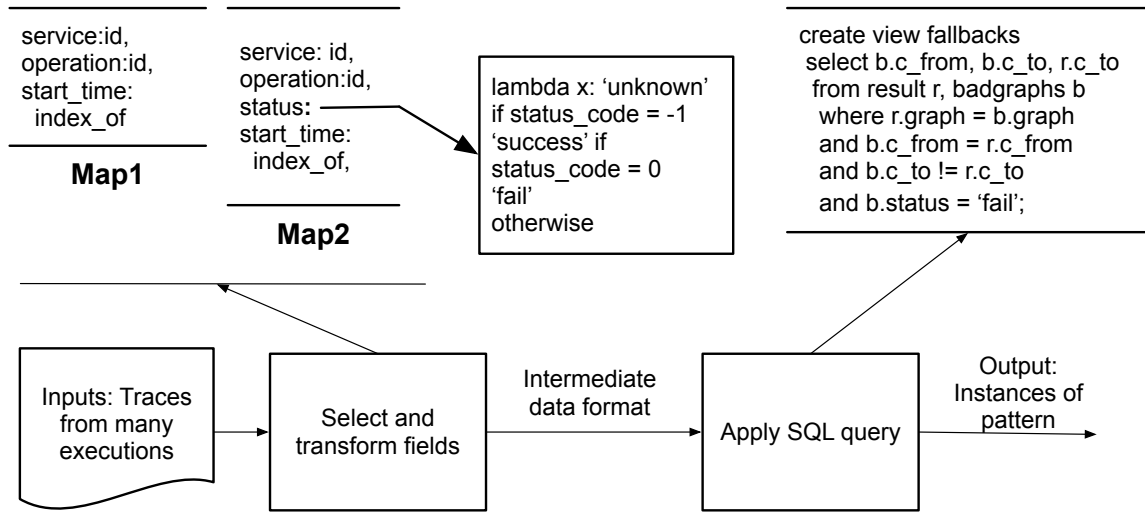 service:id,
operation:id,
start_time:
index_of
Map1
service: id,
operation:id,
status:
start_time:
index_of,
Map2
lambda x: ‘unknown’
if status_code = -1
‘success’ if
status_code = 0
‘fail’
otherwise
create view fallbacks
select b.c_from, b.c_to, r.c_to
from result r, badgraphs b
where r.graph = b.graph
and b.c_from = r.c_from
and b.c_to != r.c_to
and b.status = ‘fail’;
Inputs: Traces
from many
executions
Select and
transform fields
Intermediate
data format
Apply SQL query
Output:
Instances of
pattern